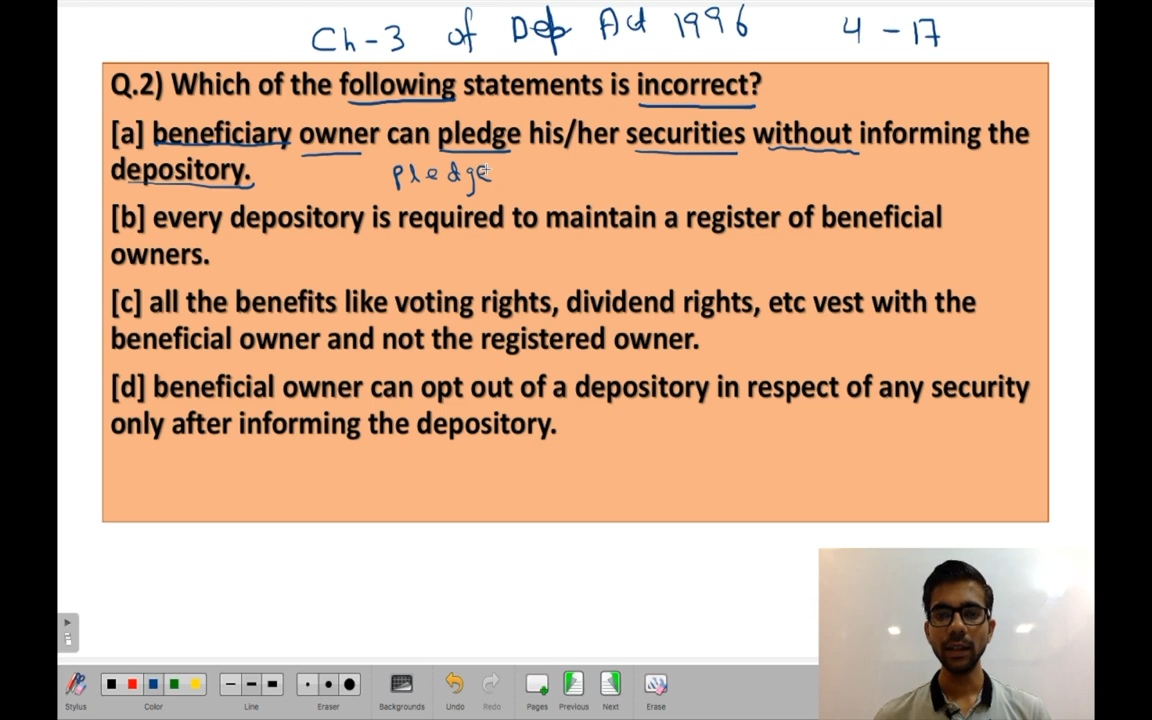 Ch-3 of Dep Act 1996 4-17
Q.2) Which of the following statements is incorrect?
[a] beneficiary owner can pledge his/her securities without informing the
depository.
pledge
[b] every depository is required to maintain a register of beneficial
owners.
[c] all the benefits like voting rights, dividend rights, etc vest with the
beneficial owner and not the registered owner.
[d] beneficial owner can opt out of a depository in respect of any security
only after informing the depository.
Stylus Color Line Eraser Backgrounds Undo Redo Pages Previous Next Erase